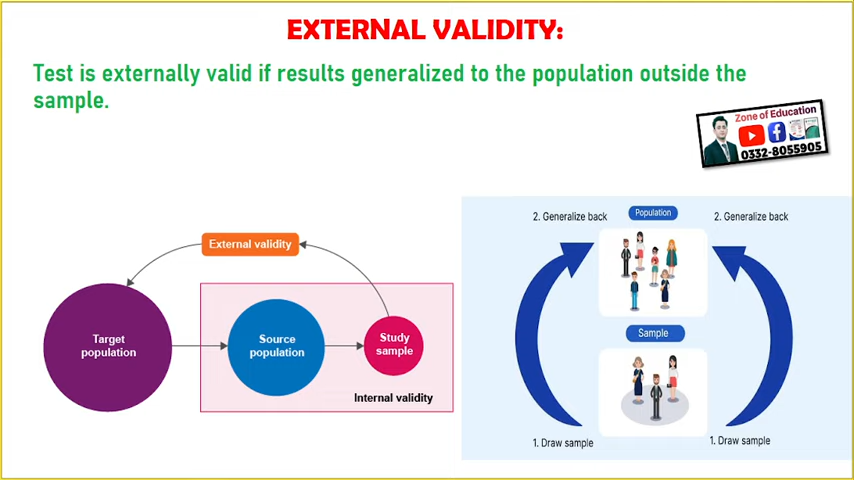 EXTERNAL VALIDITY:
Test is externally valid if results generalized to the population outside the
sample.
Zone of Education
0332-8055905
External validity
Target
population
Source
population
Study
sample
Internal validity
2. Generalize back
Population
2. Generalize back
Sample
1. Draw sample
1. Draw sample